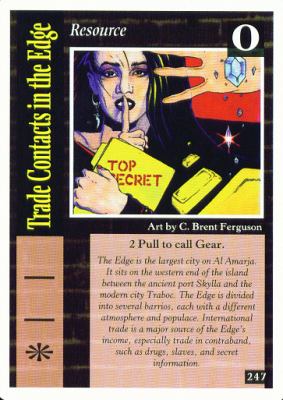 Trade Contacts in the Edge
Resource
0
TOP
SECRET
Art by C. Brent Ferguson
2 Pull to call Gear.
The Edge is the largest city on Al Amarja.
It sits on the western end of the island
between the ancient port Skylla and the
modern city Traboc. The Edge is divided
into several barrios, each with a different
atmosphere and populace. International
trade is a major source of the Edge's
income, especially trade in contraband,
such as drugs, slaves, and secret
information.
247